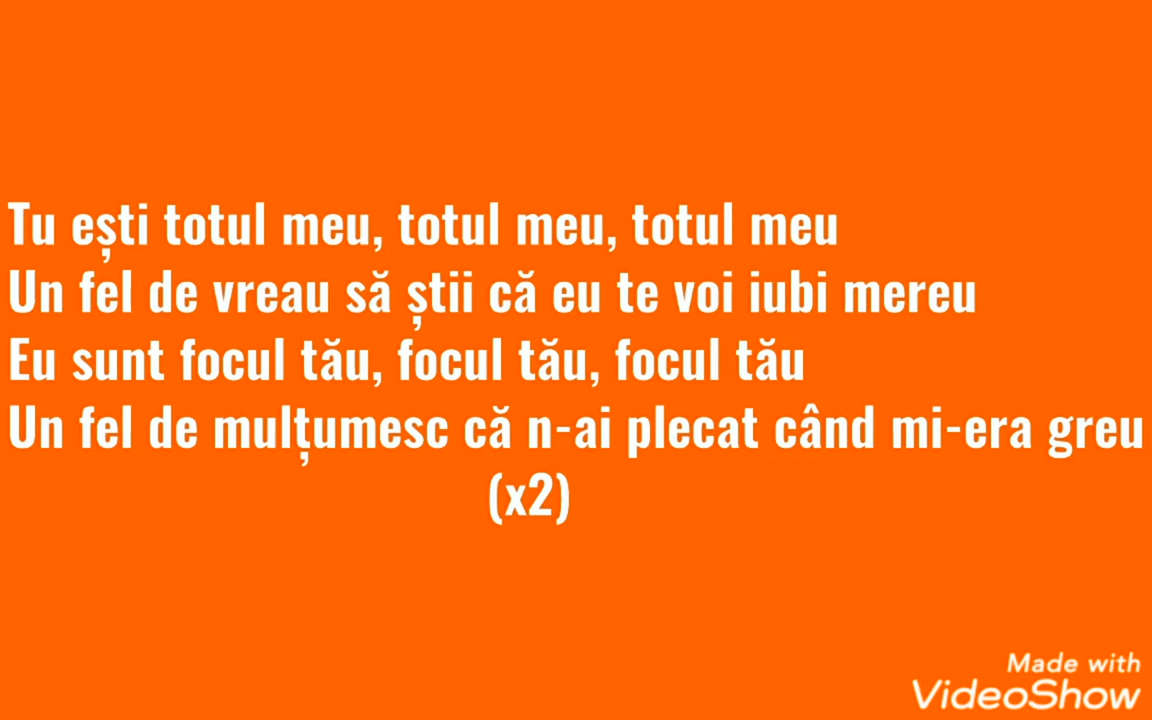 Tu ești totul meu, totul meu, totul meu
Un fel de vreau să știi că eu te voi iubi mereu
Eu sunt focul tău, focul tău, focul tău
Un fel de mulțumesc că n-ai plecat când mi-era greu
(x2)
Made with
VideoShow